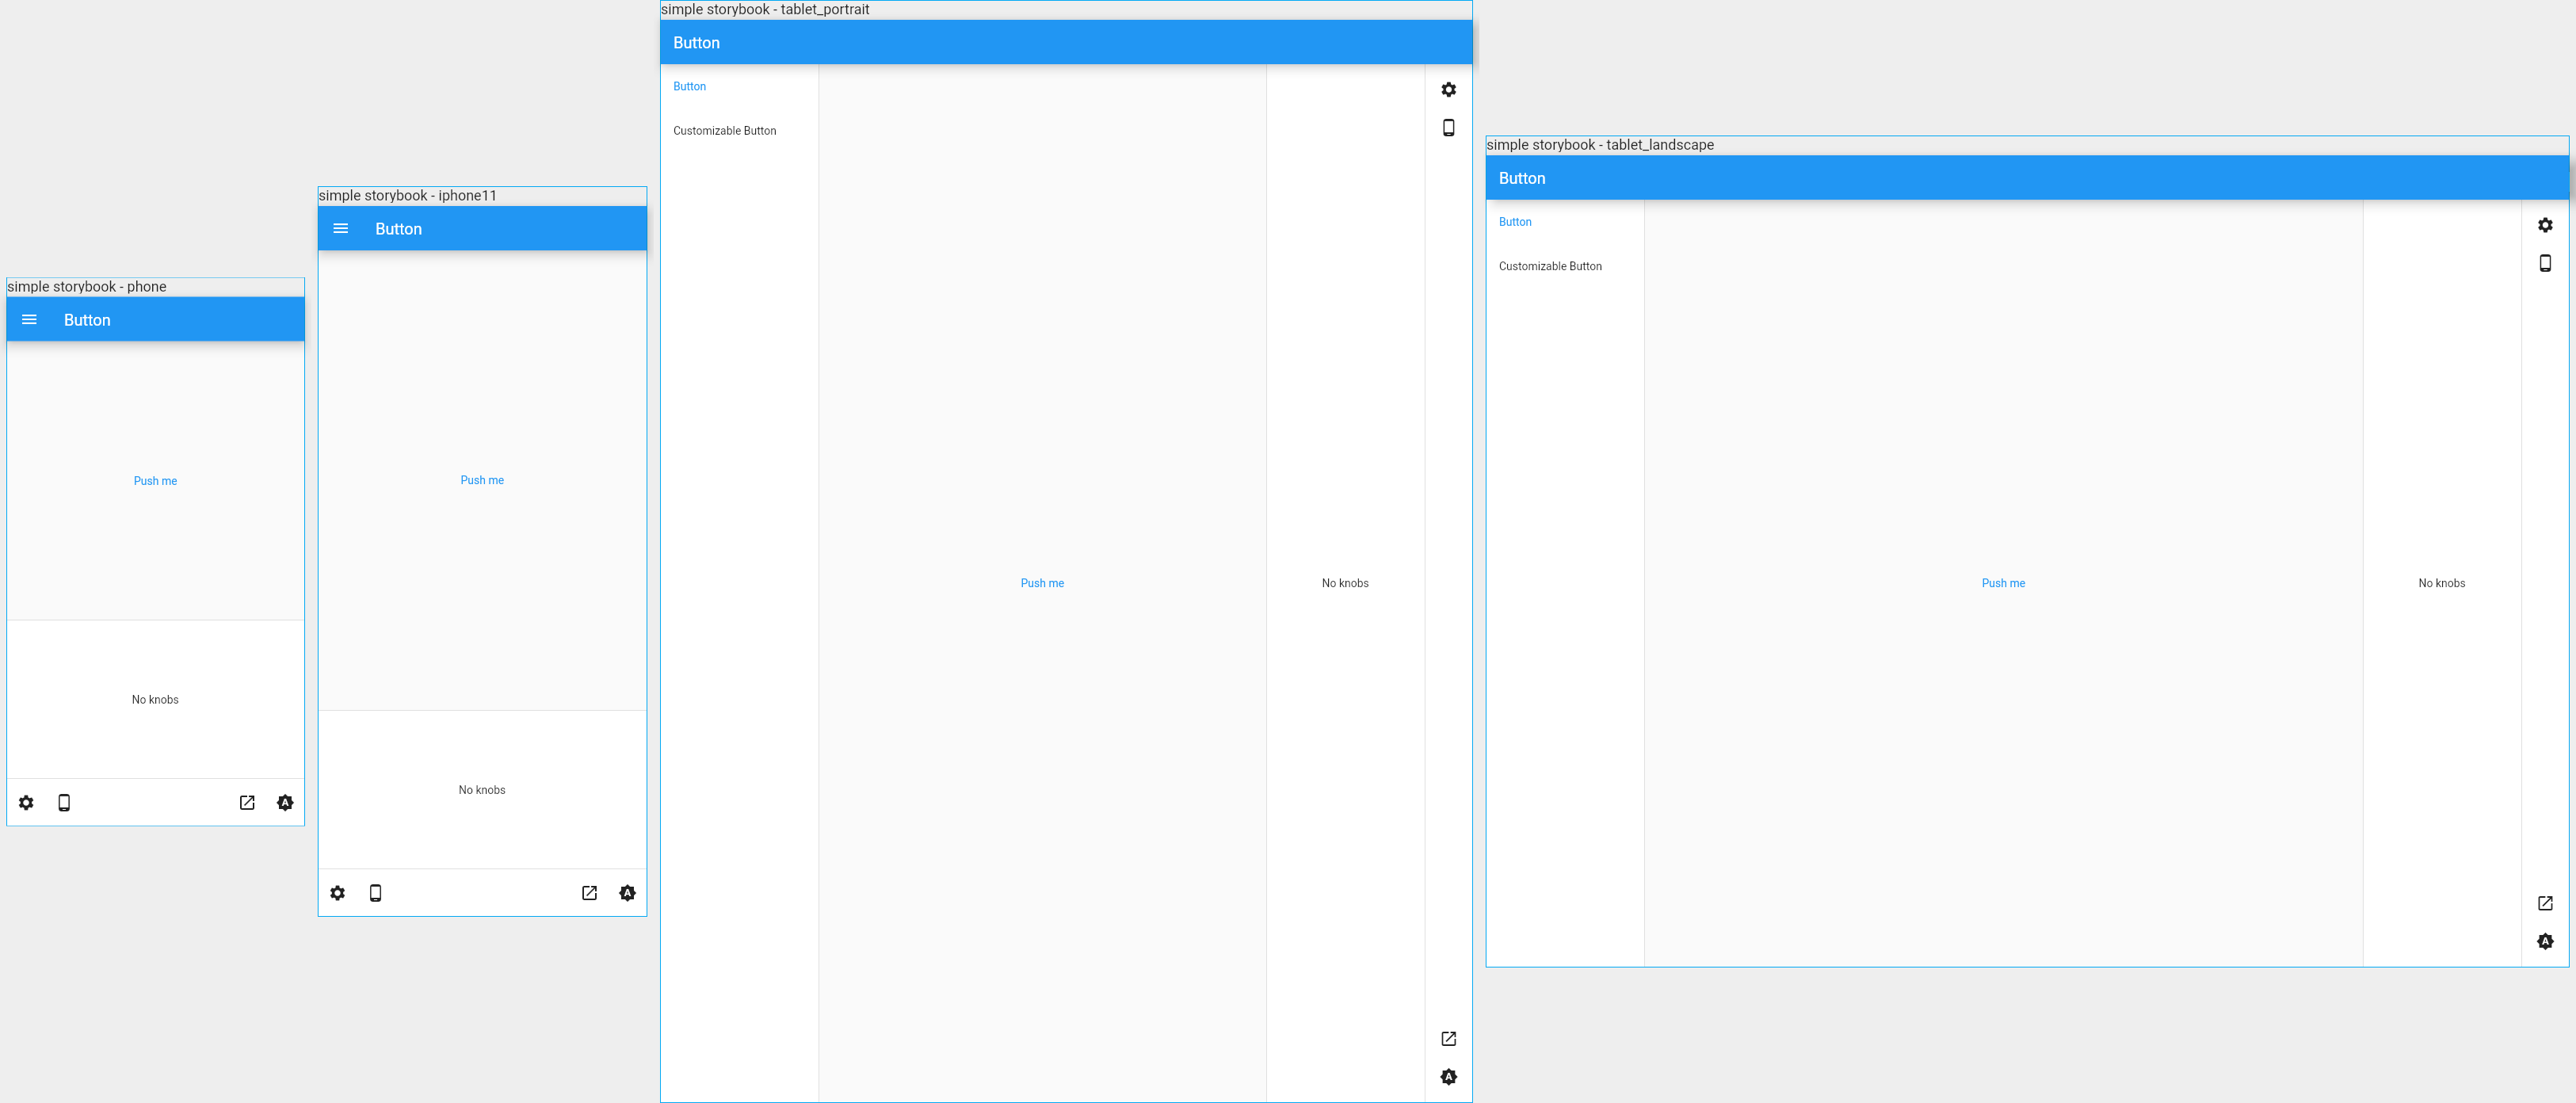 simple storybook - phone
Button
Push me
No knobs
A
simple storybook - iphone11
Button
Push me
No knobs
A
simple storybook - tablet_portrait
Button
Button
Customizable Button
Push me
No knobs
A
simple storybook - tablet_landscape
Button
Button
Customizable Button
Push me
No knobs
A